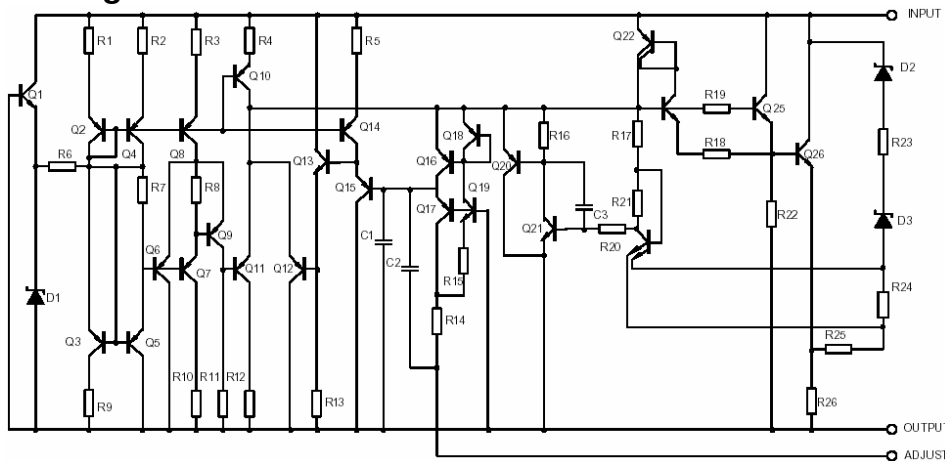 INPUT
R1
R2
R3
R4
R5
Q22
Q10
D2
Q1
R19
Q25
Q2
Q4
Q8
Q14
R16
R17
R23
Q18
R18
Q26
R6
Q13
Q16
Q20
R7
R8
Q15
Q19
R21
D3
Q17
C3
R22
Q9
Q21
R20
Q6
Q7
Q11
Q12
C1
C2
R15
R24
D1
R14
Q3
Q5
R25
R10
R11
R12
R9
R13
R26
OUTPUT
ADJUST